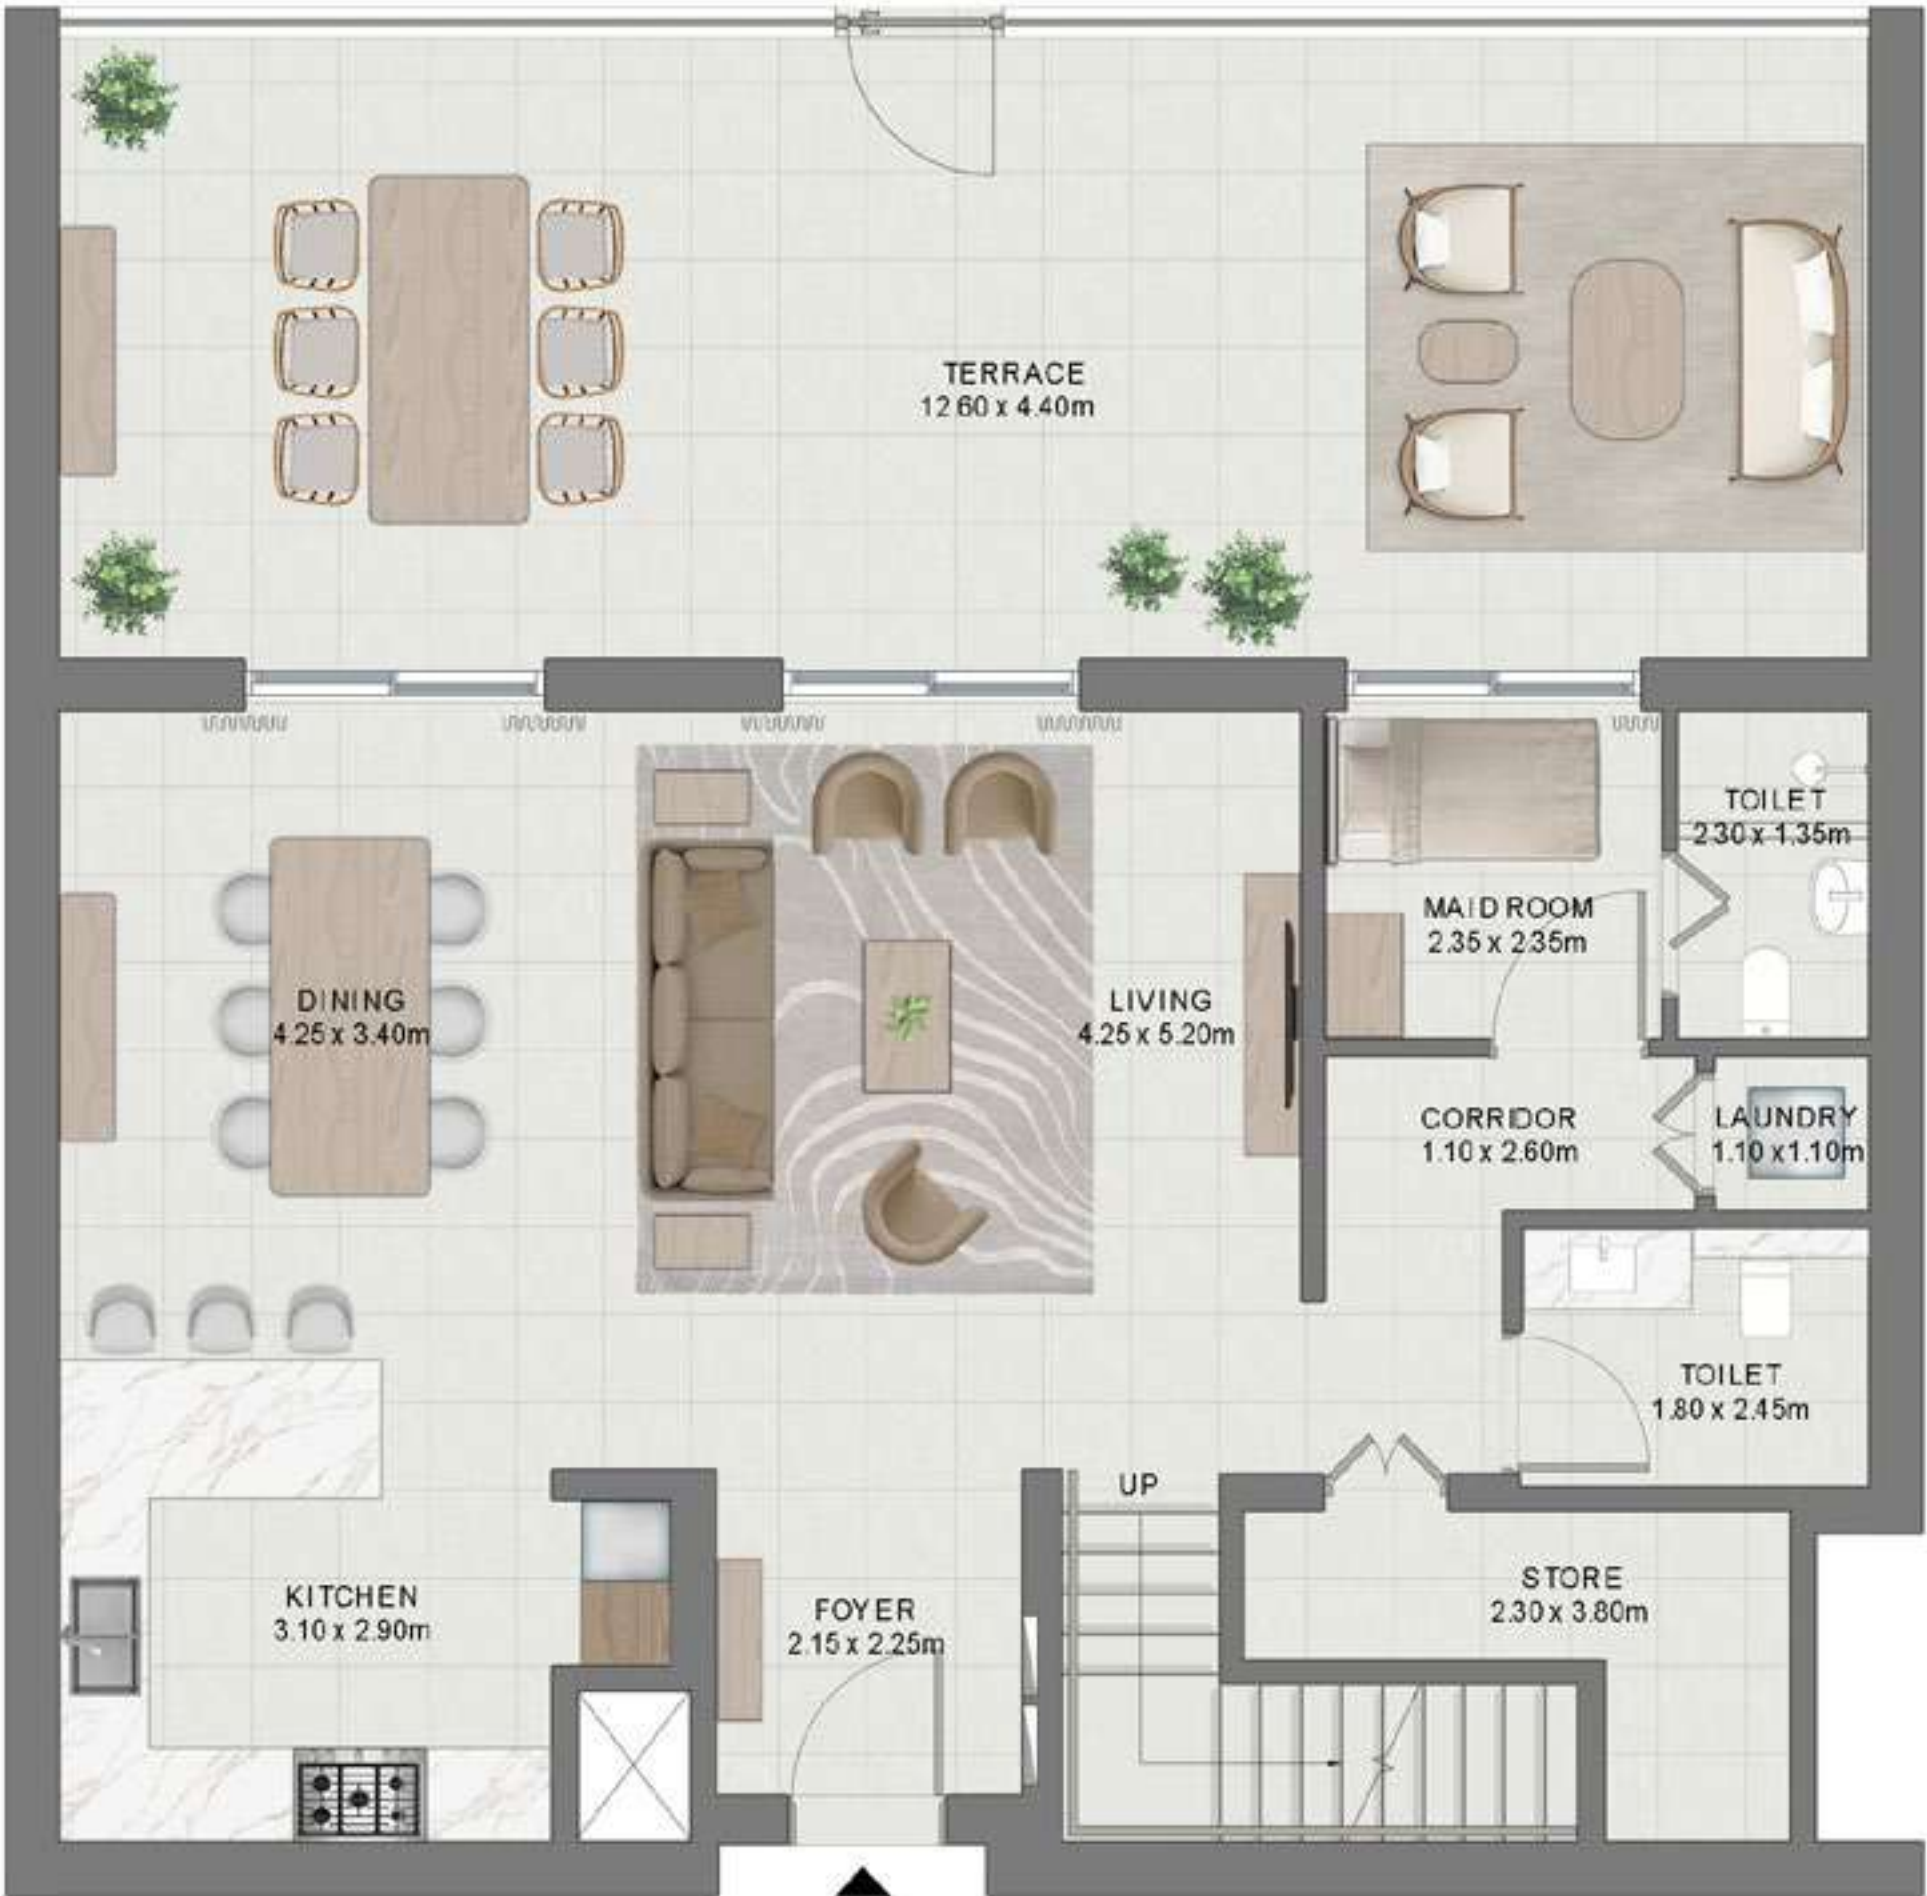 TERRACE
12.60 x 4.40m
TOILET
2.30 x 1.35m
MAID ROOM
2.35 x 2.35m
DINING
4.25 x 3.40m
LIVING
4.25 x 5.20m
CORRIDOR
1.10 x 2.60m
LAUNDRY
1.10 x 1.10m
TOILET
1.80 x 2.45m
UP
KITCHEN
3.10 x 2.90m
FOYER
2.15 x 2.25m
STORE
2.30 x 3.80m